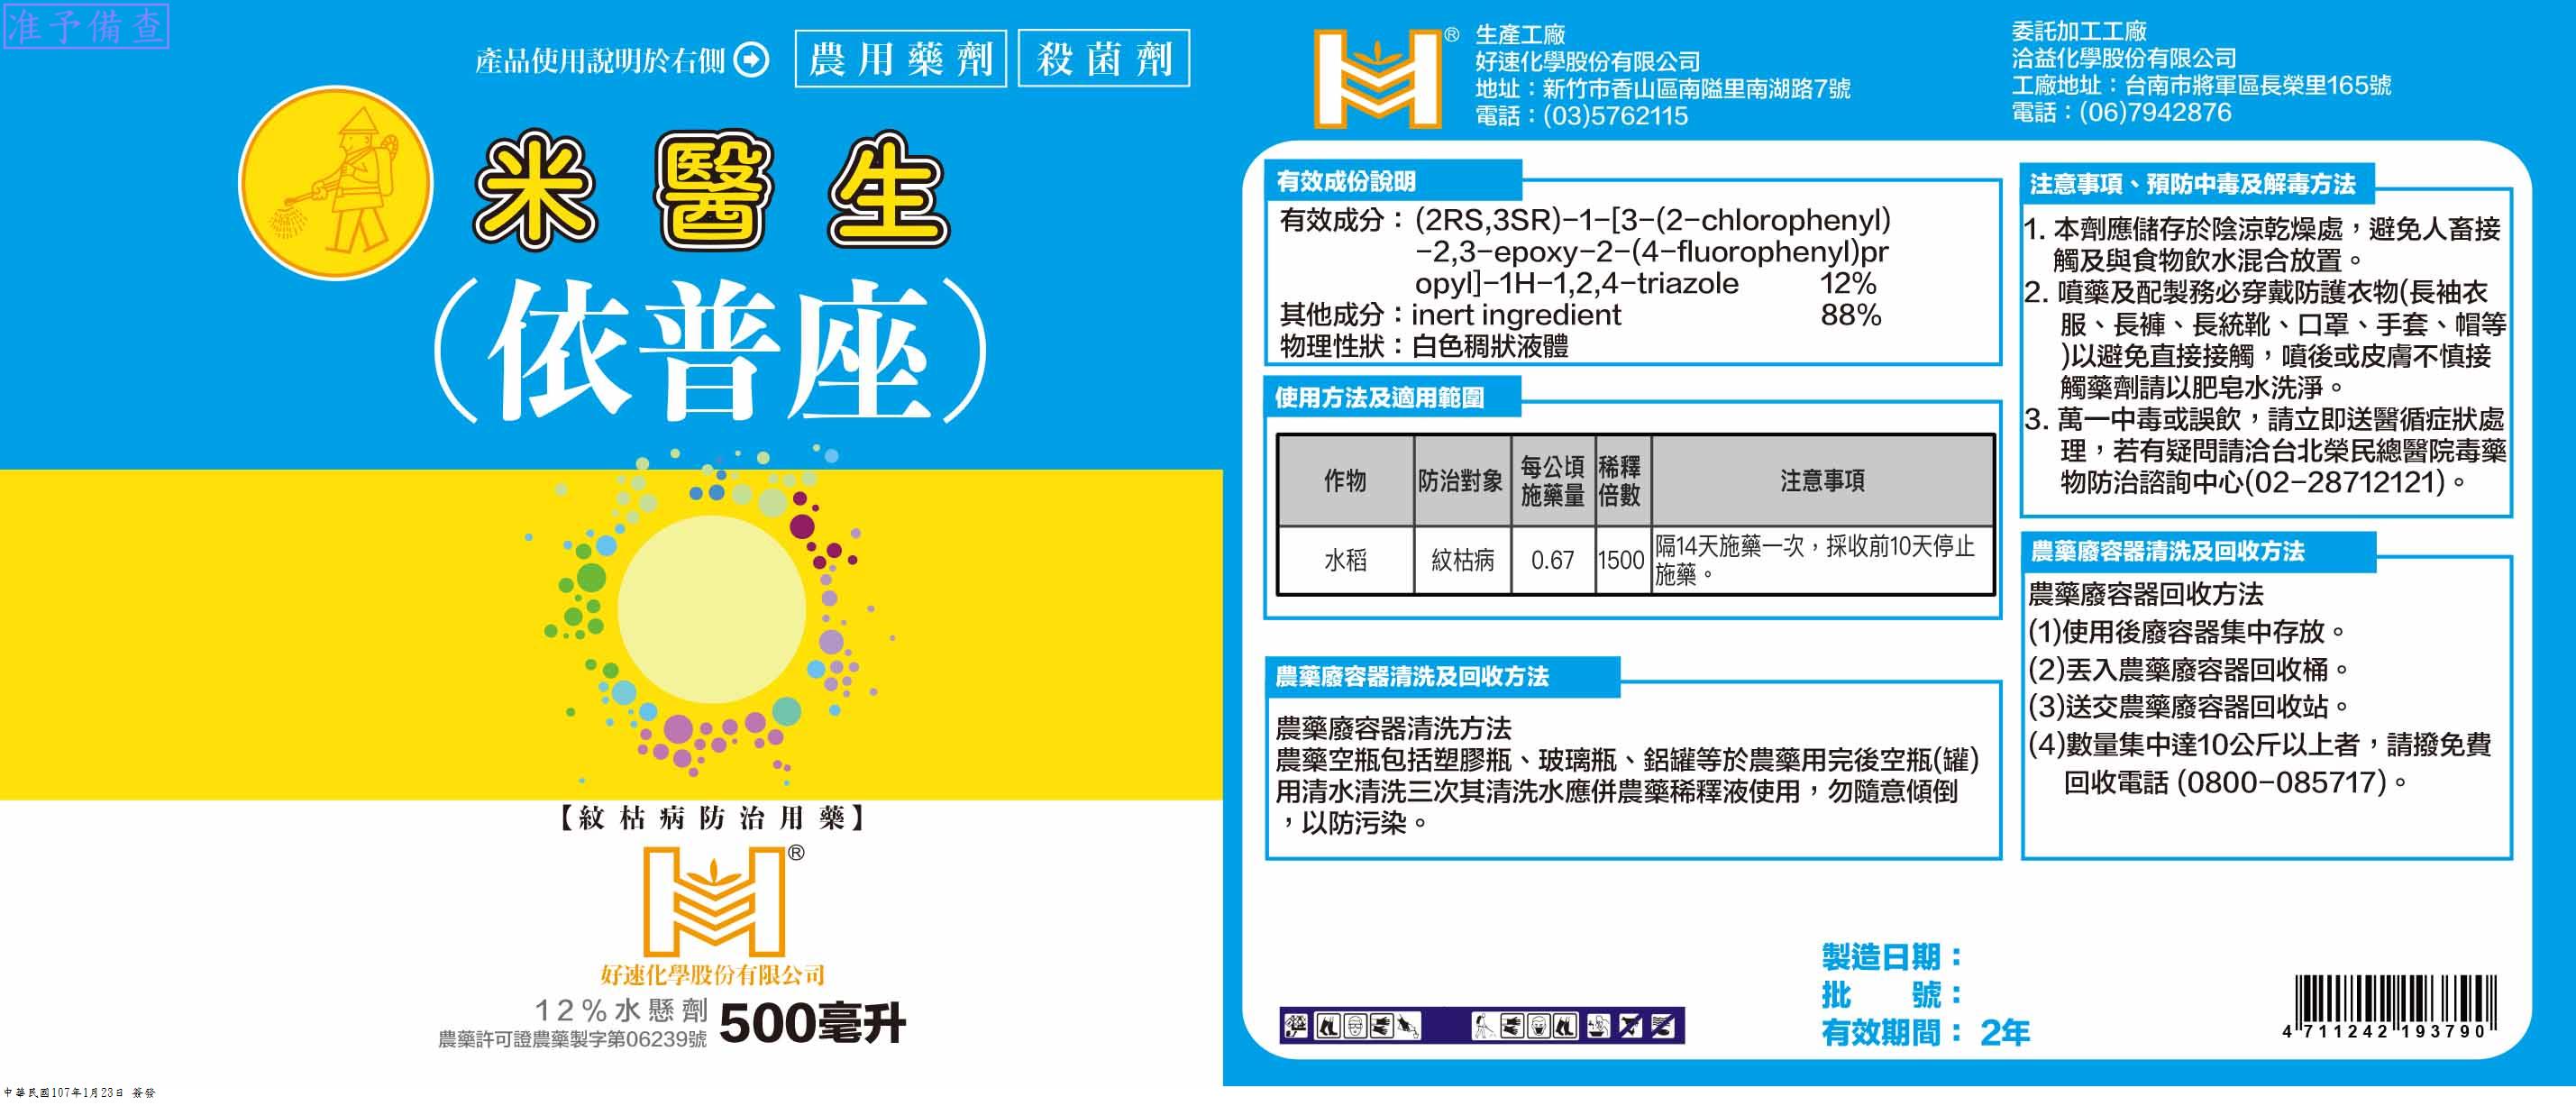 准予備查
產品使用說明於右側
農用藥劑
殺菌劑
米醫生
(依普座)
【紋枯病防治用藥】
®
好速化學股份有限公司
12%水懸劑
農藥許可證農藥製字第06239號
500毫升
中華民國107年1月23日 簽發
®
生產工廠
好速化學股份有限公司
地址：新竹市香山區南隘里南湖路7號
電話：(03)5762115
委託加工工廠
洽益化學股份有限公司
工廠地址：台南市將軍區長榮里165號
電話：(06)7942876
有效成份說明
有效成分：(2RS,3SR)-1-[3-(2-chlorophenyl)
-2,3-epoxy-2-(4-fluorophenyl)pr
opyl]-1H-1,2,4-triazole 12%
其他成分：inert ingredient 88%
物理性狀：白色稠狀液體
使用方法及適用範圍
作物 防治對象 每公頃施藥量 稀釋倍數 注意事項
水稻 紋枯病 0.67 1500 隔14天施藥一次，採收前10天停止
施藥。
農藥廢容器清洗及回收方法
農藥廢容器清洗方法
農藥空瓶包括塑膠瓶、玻璃瓶、鋁罐等於農藥用完後空瓶(罐)
用清水清洗三次其清洗水應併農藥稀釋液使用，勿隨意傾倒
，以防污染。
注意事項、預防中毒及解毒方法
1. 本劑應儲存於陰涼乾燥處，避免人畜接
觸及與食物飲水混合放置。
2. 噴藥及配製務必穿戴防護衣物(長袖衣
服、長褲、長統靴、口罩、手套、帽等
)以避免直接接觸，噴後或皮膚不慎接
觸藥劑請以肥皂水洗淨。
3. 萬一中毒或誤飲，請立即送醫循症狀處
理，若有疑問請洽台北榮民總醫院毒藥
物防治諮詢中心(02-28712121)。
農藥廢容器清洗及回收方法
農藥廢容器回收方法
(1)使用後廢容器集中存放。
(2)丟入農藥廢容器回收桶。
(3)送交農藥廢容器回收站。
(4)數量集中達10公斤以上者，請撥免費
回收電話 (0800-085717)。
製造日期：
批 號：
有效期間：2年
4 711242 193790